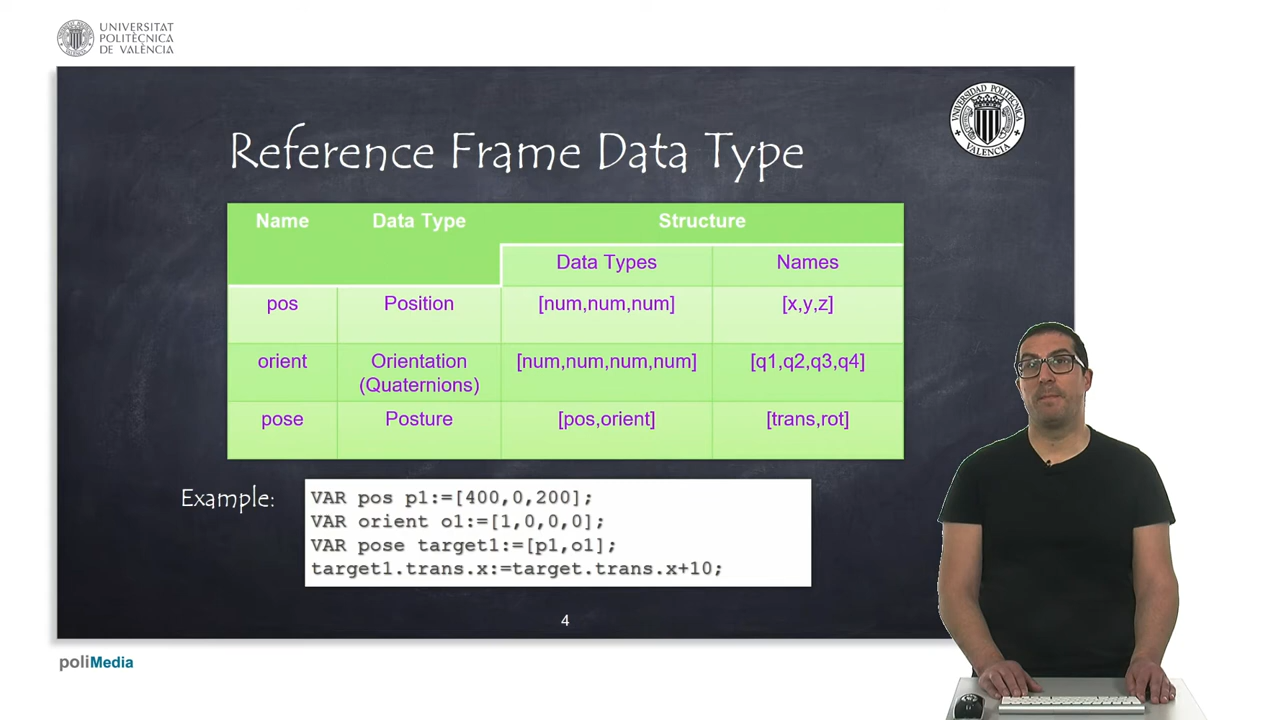 UNIVERSITAT
POLITÈCNICA
DE VALÈNCIA
UNIVERSIDAD POLITECNICA
VALENCIA
Reference Frame Data Type
Name Data Type Structure
Data Types Names
pos Position [num,num,num] [x,y,z]
orient Orientation [num,num,num,num] [q1,q2,q3,q4]
(Quaternions)
pose Posture [pos,orient] [trans,rot]
Example:
VAR pos p1:=[400,0,200];
VAR orient o1:=[1,0,0,0];
VAR pose target1:=[p1,o1];
target1.trans.x:=target.trans.x+10;
4
poliMedia